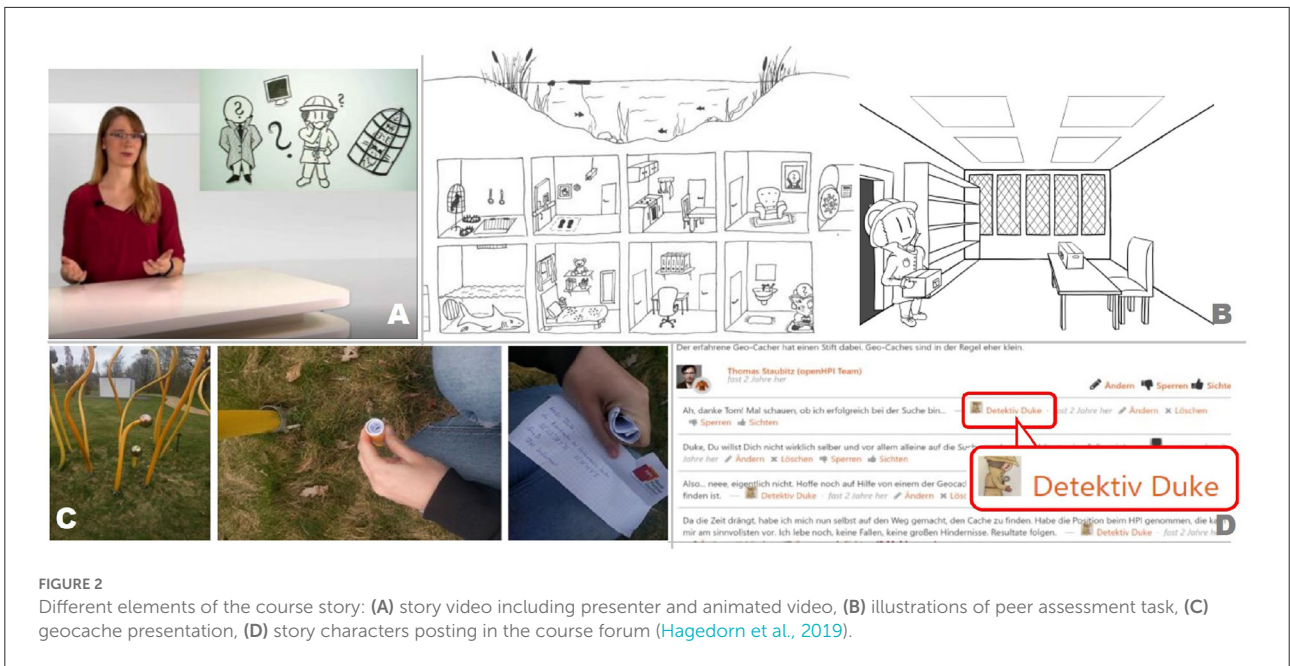 ?
?
?
A
B
C
Der erfahrene Geo-Cacher hat einen Stift dabei. Geo-Caches sind in der Regel eher klein.
Thomas Staubitz (openHPI Team)
fast 2 Jahre her
Ändern Sperren Sichte
Ah, danke Tom! Mal schauen, ob ich erfolgreich bei der Suche bin... — Detektiv Duke · fast 2 Jahre her Ändern Löschen
Sperren Sichten
Duke, Du willst Dich nicht wirklich selber und vor allem alleine auf die Such
Jahre her Ändern Löschen Sperren Sichten
Also... neee, eigentlich nicht. Hoffe noch auf Hilfe von einem der Geocad
finden ist. — Detektiv Duke · fast 2 Jahre her Ändern Lösc
Detektiv Duke
Da die Zeit drängt, habe ich mich nun selbst auf den Weg gemacht, den Cache zu finden. Habe die Position beim HPI genommen, die ka
mir am sinnvollsten vor. Ich lebe noch, keine Fallen, keine großen Hindernisse. Resultate folgen. — Detektiv Duke · fast 2 Jahre he
D
FIGURE 2
Different elements of the course story: (A) story video including presenter and animated video, (B) illustrations of peer assessment task, (C)
geocache presentation, (D) story characters posting in the course forum (Hagedorn et al., 2019).